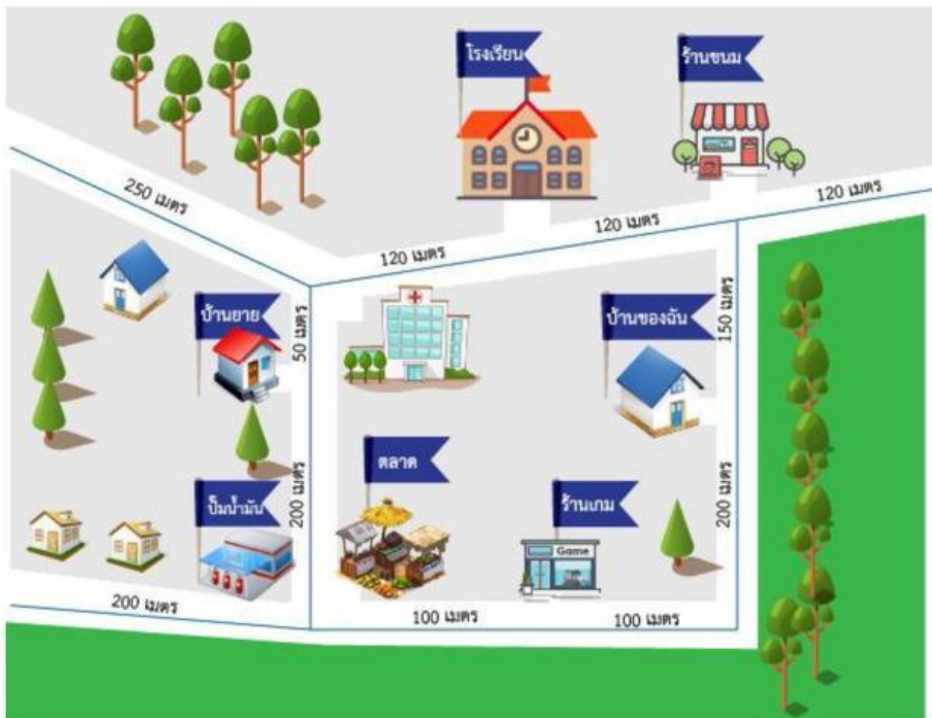 โรงเรียน
ร้านขนม
250 เมตร
120 เมตร
120 เมตร
120 เมตร
บ้านยาย
50 เมตร
บ้านของฉัน
150 เมตร
ตลาด
ปั๊มน้ำมัน
200 เมตร
ร้านเกม
Game
200 เมตร
200 เมตร
100 เมตร
100 เมตร